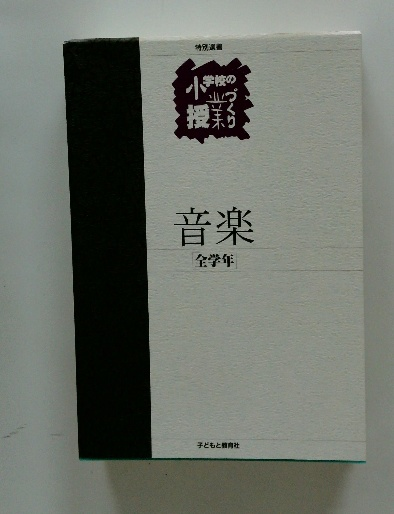 特別選書
小学校の
授業づくり
音楽
[全学年]
子どもと教育社